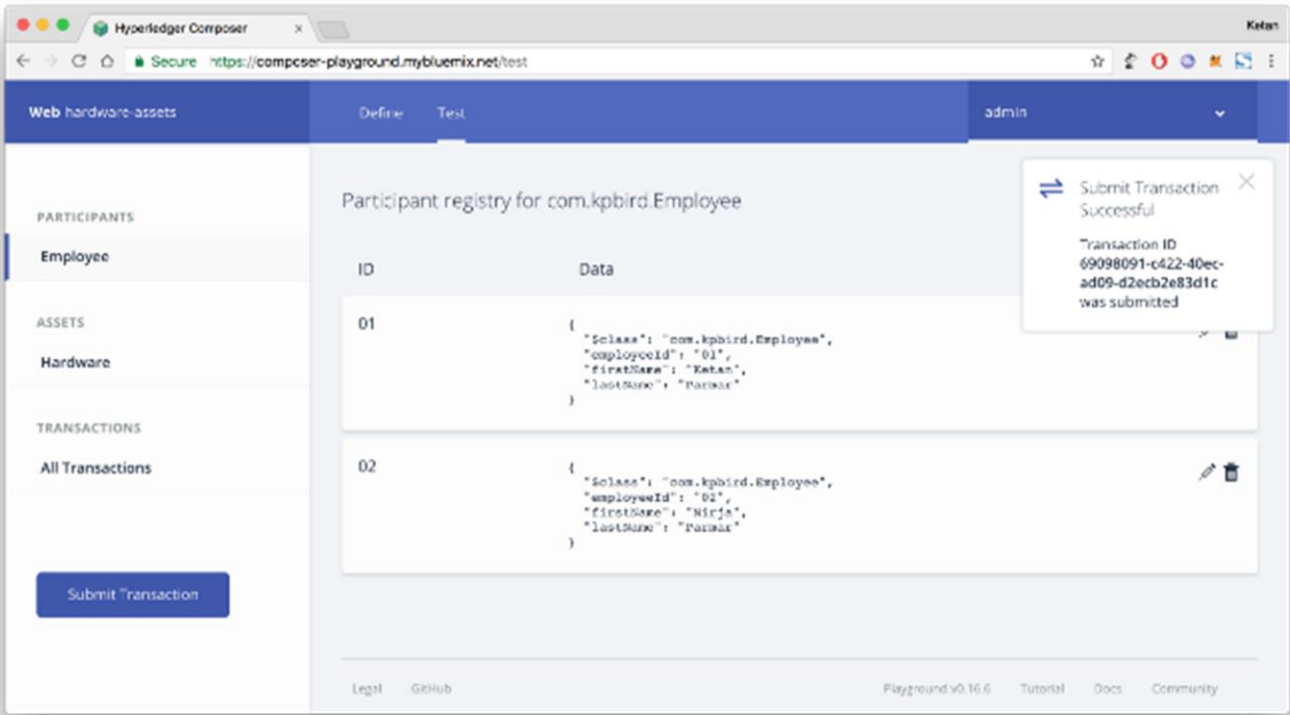 Hyperledger Composer
Ketan
Secure https://composer-playground.mybluemix.net/test
Web hardware-assets
Define Test
admin
Submit Transaction
Successful
Transaction ID
69098091-c422-40ec-
ad09-d2ecb2e83d1c
was submitted
PARTICIPANTS
Employee
ASSETS
Hardware
TRANSACTIONS
All Transactions
Submit Transaction
Participant registry for com.kpbird.Employee
ID Data
01
{
"$class": "com.kpbird.Employee",
"employeeId": "01",
"firstName": "Ketan",
"lastName": "Parmar"
}
02
{
"$class": "com.kpbird.Employee",
"employeeId": "02",
"firstName": "Nirja",
"lastName": "Parmar"
}
Legal GitHub Playground v0.16.6 Tutorial Docs Community